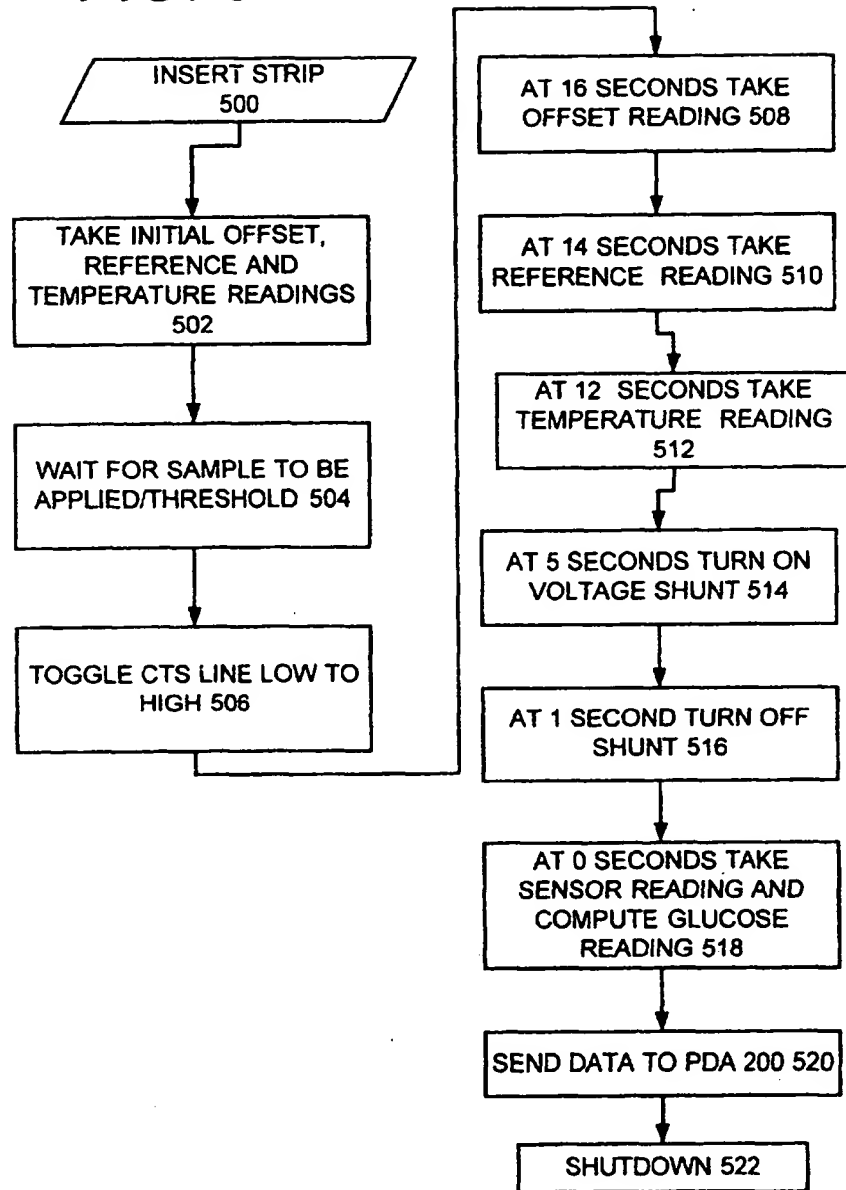 INSERT STRIP
500
TAKE INITIAL OFFSET,
REFERENCE AND
TEMPERATURE READINGS
502
WAIT FOR SAMPLE TO BE
APPLIED/THRESHOLD 504
TOGGLE CTS LINE LOW TO
HIGH 506
AT 16 SECONDS TAKE
OFFSET READING 508
AT 14 SECONDS TAKE
REFERENCE READING 510
AT 12 SECONDS TAKE
TEMPERATURE READING
512
AT 5 SECONDS TURN ON
VOLTAGE SHUNT 514
AT 1 SECOND TURN OFF
SHUNT 516
AT 0 SECONDS TAKE
SENSOR READING AND
COMPUTE GLUCOSE
READING 518
SEND DATA TO PDA 200 520
SHUTDOWN 522